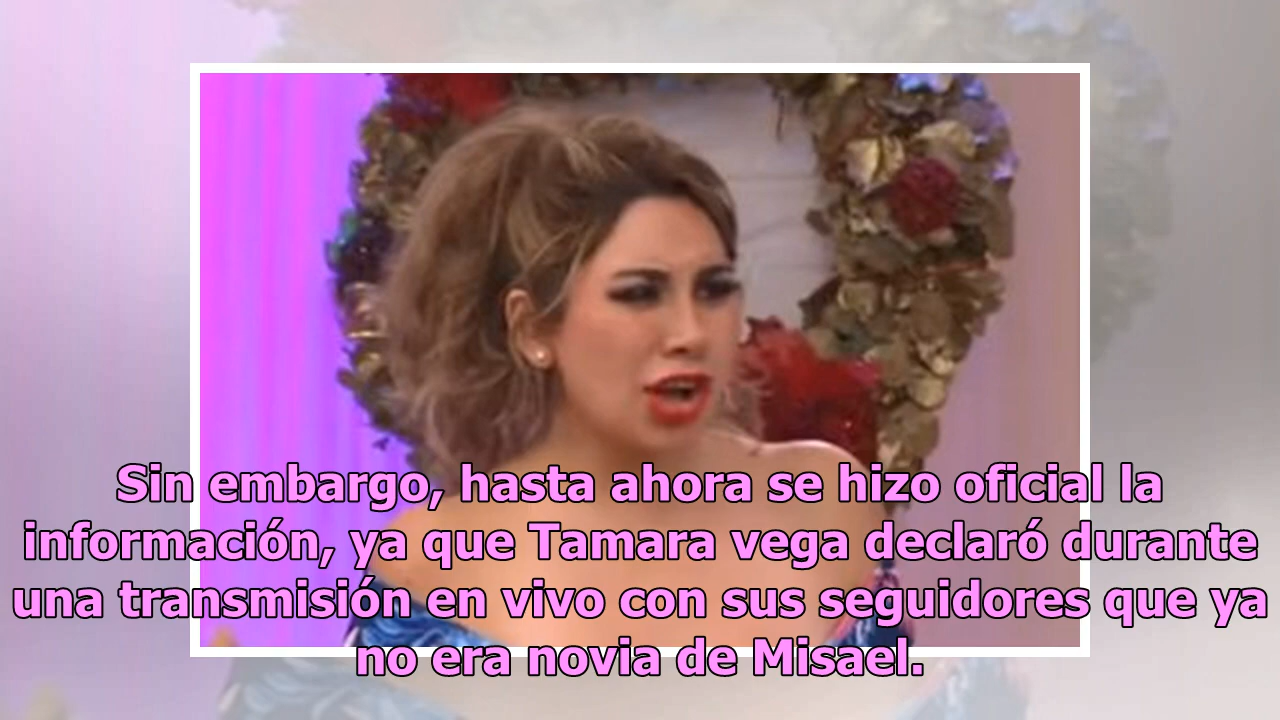 Sin embargo, hasta ahora se hizo oficial la
información, ya que Tamara vega declaró durante
una transmisión en vivo con sus seguidores que ya
no era novia de Misael.